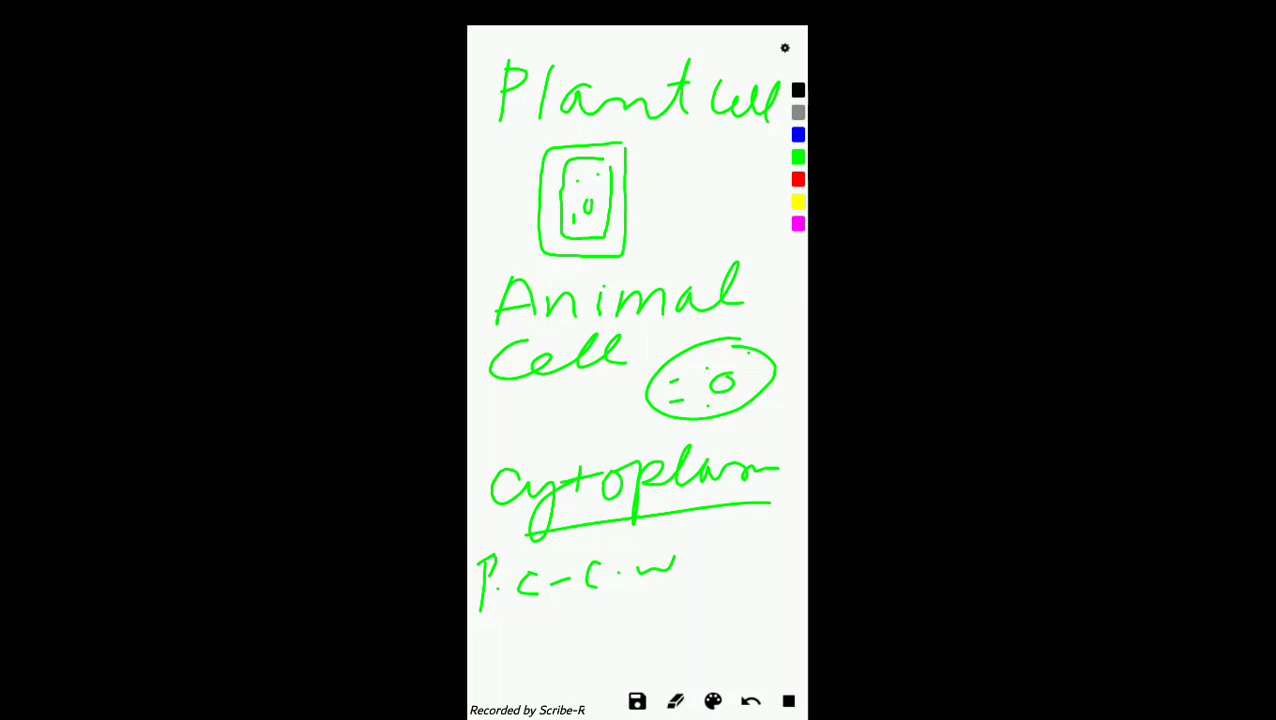 Plant cell
Animal
Cell
Cytoplasm
P.C - C.W
Recorded by Scribe-R